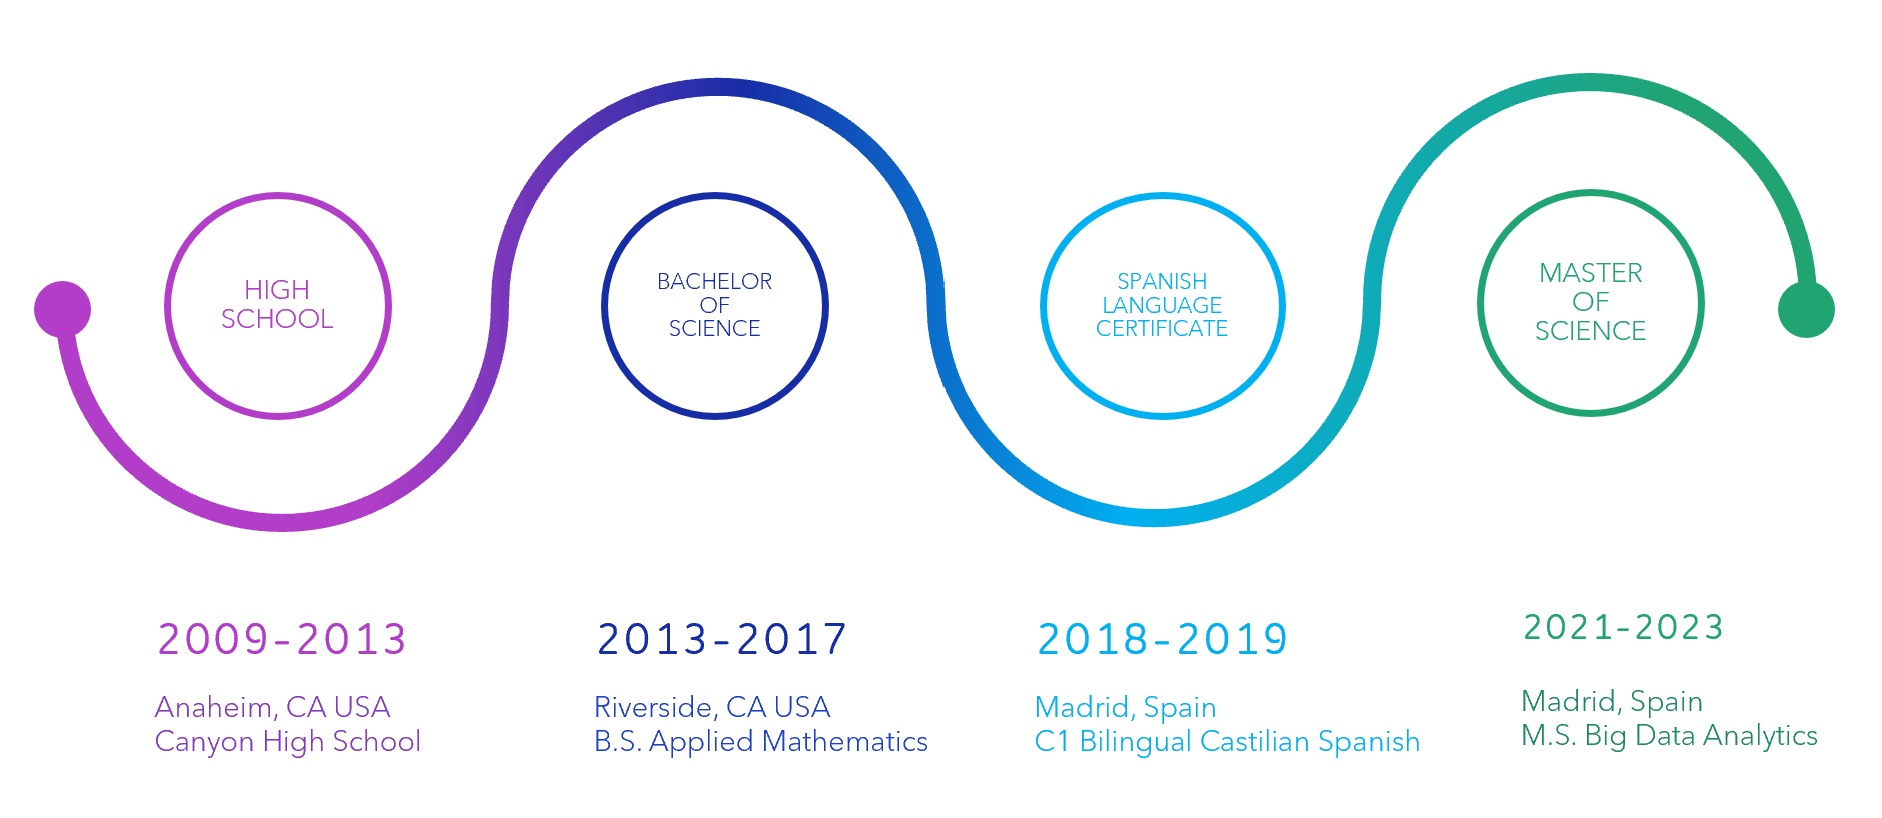 HIGH
SCHOOL
BACHELOR
OF
SCIENCE
SPANISH
LANGUAGE
CERTIFICATE
MASTER
OF
SCIENCE
2009-2013
Anaheim, CA USA
Canyon High School
2013-2017
Riverside, CA USA
B.S. Applied Mathematics
2018-2019
Madrid, Spain
C1 Bilingual Castilian Spanish
2021-2023
Madrid, Spain
M.S. Big Data Analytics